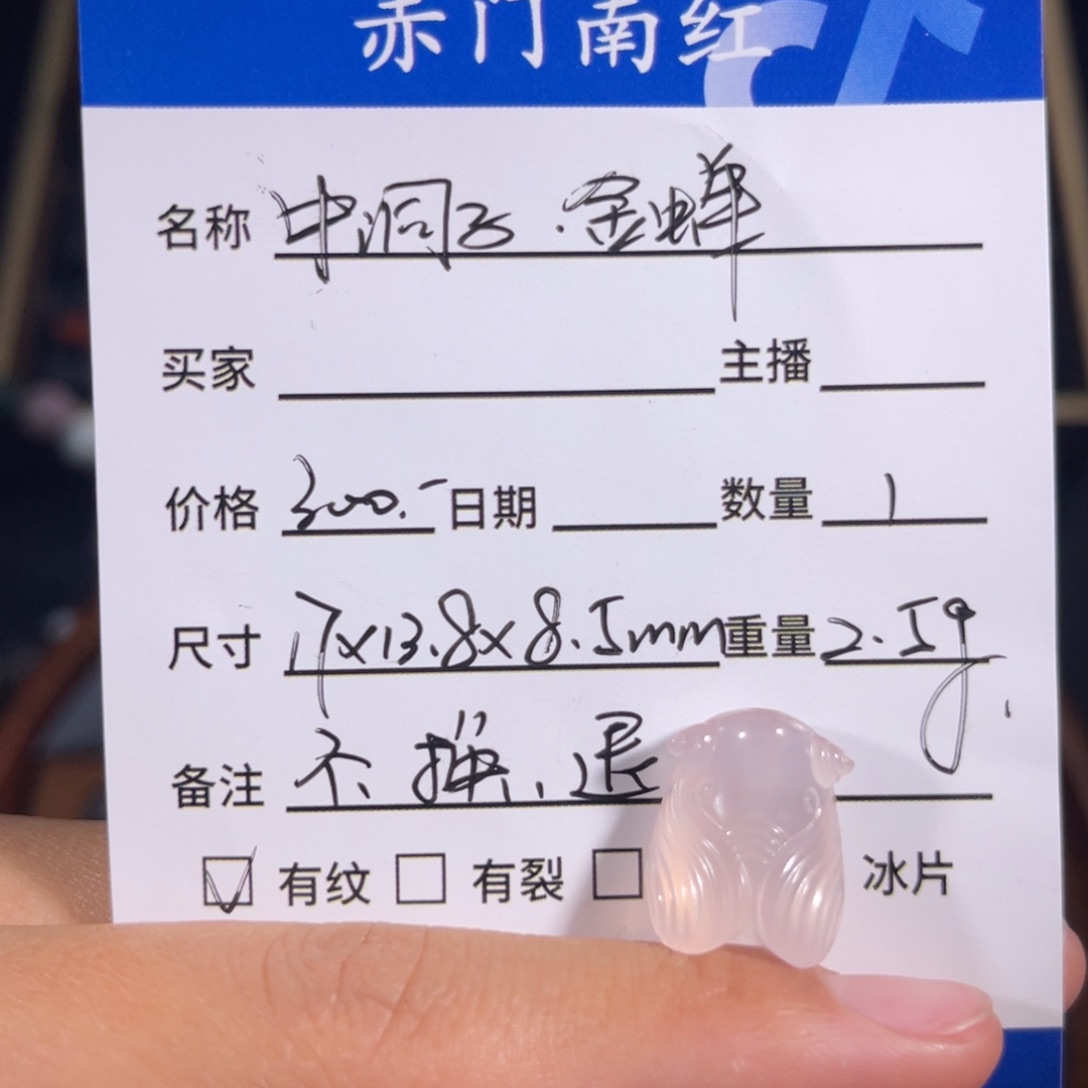 赤门南红
名称 中洞子.金蝉
买家 主播
价格 300.- 日期 数量 1
尺寸 17x13.8x8.5mm 重量 2.5g.
备注 不换、退
☑ 有纹 □ 有裂 □ 冰片